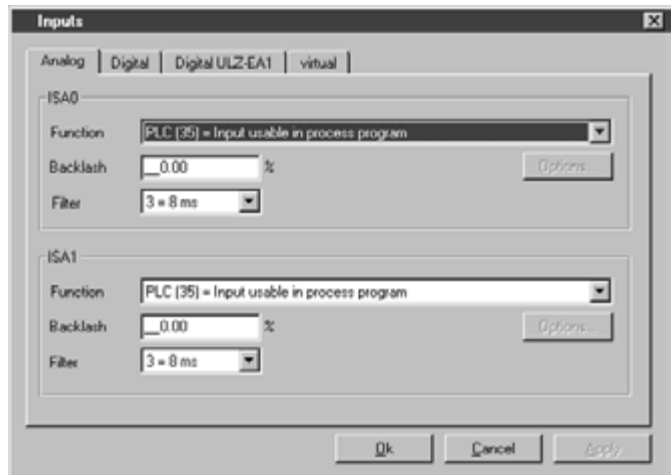 Inputs
Analog Digital Digital ULZ-EA1 virtual
ISA0
Function PLC (35) = Input usable in process program
Backlash __0.00 %
Options...
Filter 3 = 8 ms
ISA1
Function PLC (35) = Input usable in process program
Backlash __0.00 %
Options...
Filter 3 = 8 ms
Ok Cancel Apply